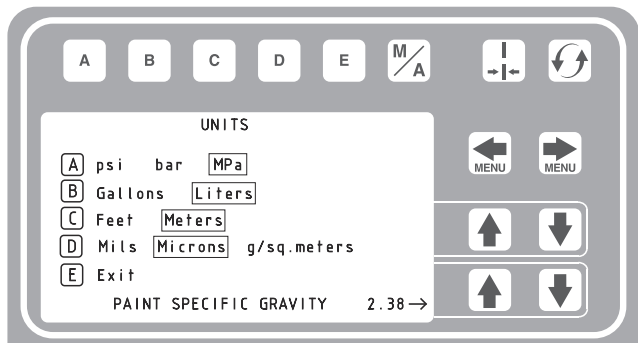 A B C D E M/A
UNITS
A psi bar MPa
B Gallons Liters
C Feet Meters
D Mils Microns g/sq.meters
E Exit
PAINT SPECIFIC GRAVITY 2.38→
MENU MENU